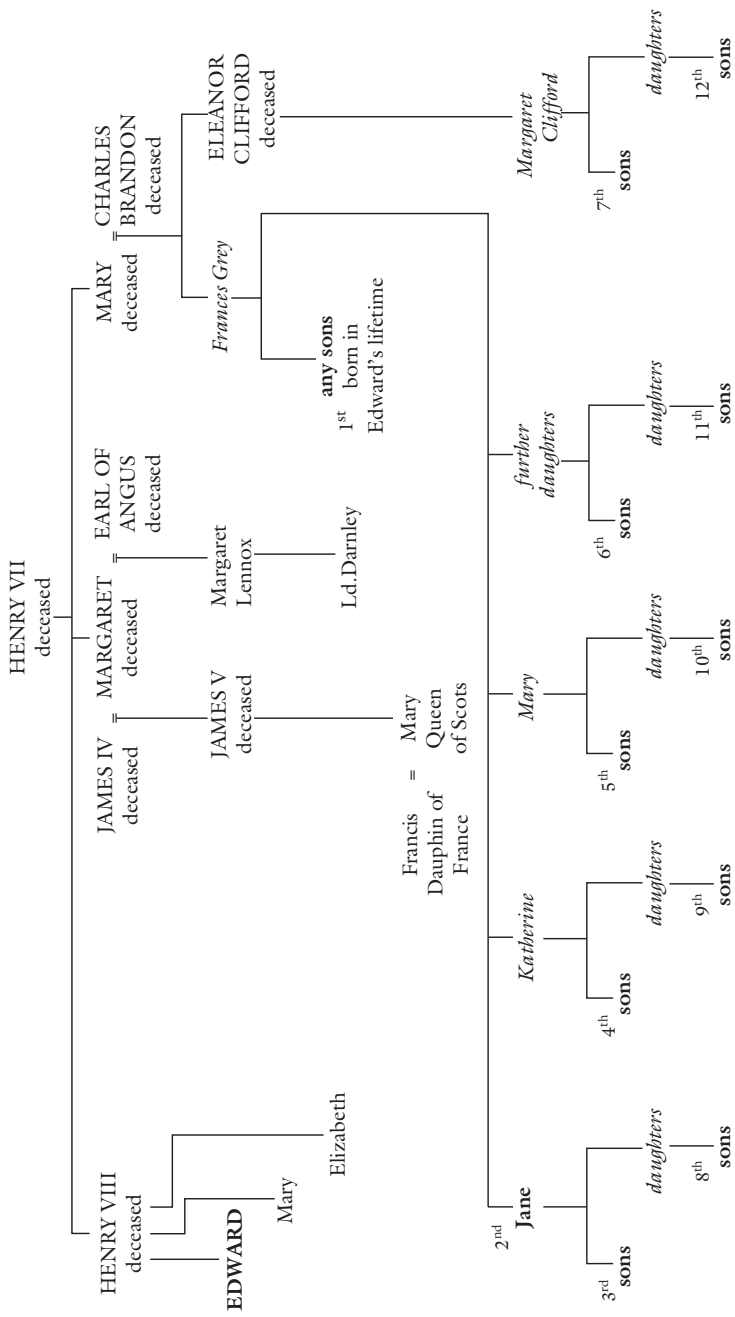 HENRY VII
deceased
HENRY VIII
deceased
JAMES IV
deceased
MARGARET
deceased
EARL OF
ANGUS
deceased
MARY
deceased
CHARLES
BRANDON
deceased
=
=
=
EDWARD
Mary
Elizabeth
JAMES V
deceased
Margaret
Lennox
Frances Grey
ELEANOR
CLIFFORD
deceased
Ld.Darnley
1st
any sons
born in
Edward's lifetime
Francis
Dauphin of
France
=
Mary
Queen
of Scots
2nd
Jane
Katherine
Mary
further
daughters
Margaret
Clifford
3rd
sons
daughters
4th
sons
daughters
5th
sons
daughters
6th
sons
daughters
7th
sons
daughters
8th
sons
9th
sons
10th
sons
11th
sons
12th
sons